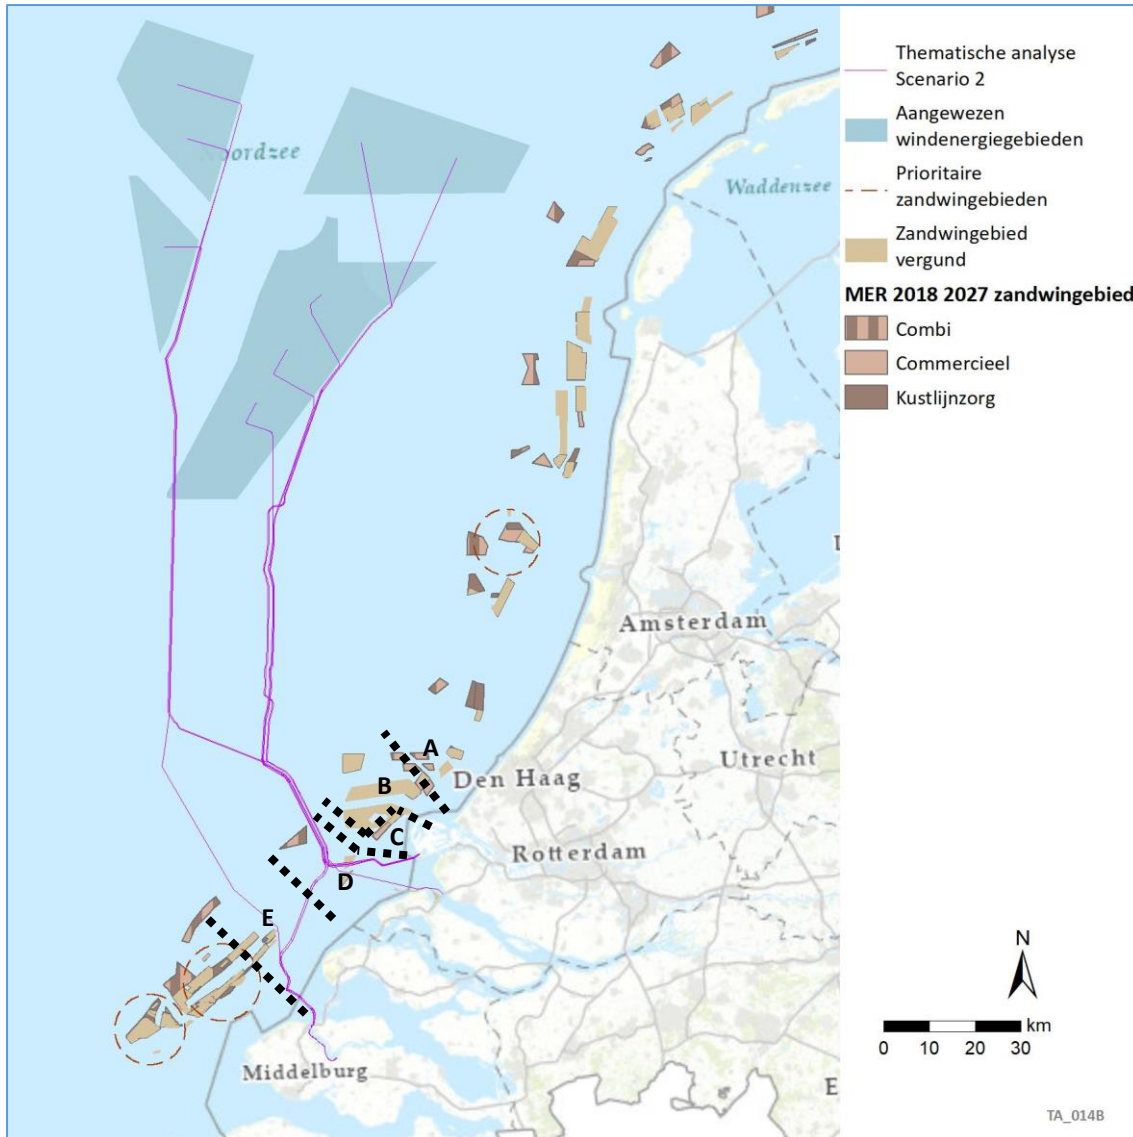 Thematische analyse
Scenario 2
Aangewezen
windenergiegebieden
Prioritaire
zandwingebieden
Zandwingebied
vergund
MER 2018 2027 zandwingebied
Combi
Commercieel
Kustlijnzorg
Noordzee
Waddenzee
Amsterdam
Utrecht
A
Den Haag
B
C
Rotterdam
D
E
Middelburg
N
km
0 10 20 30
E
TA_014B